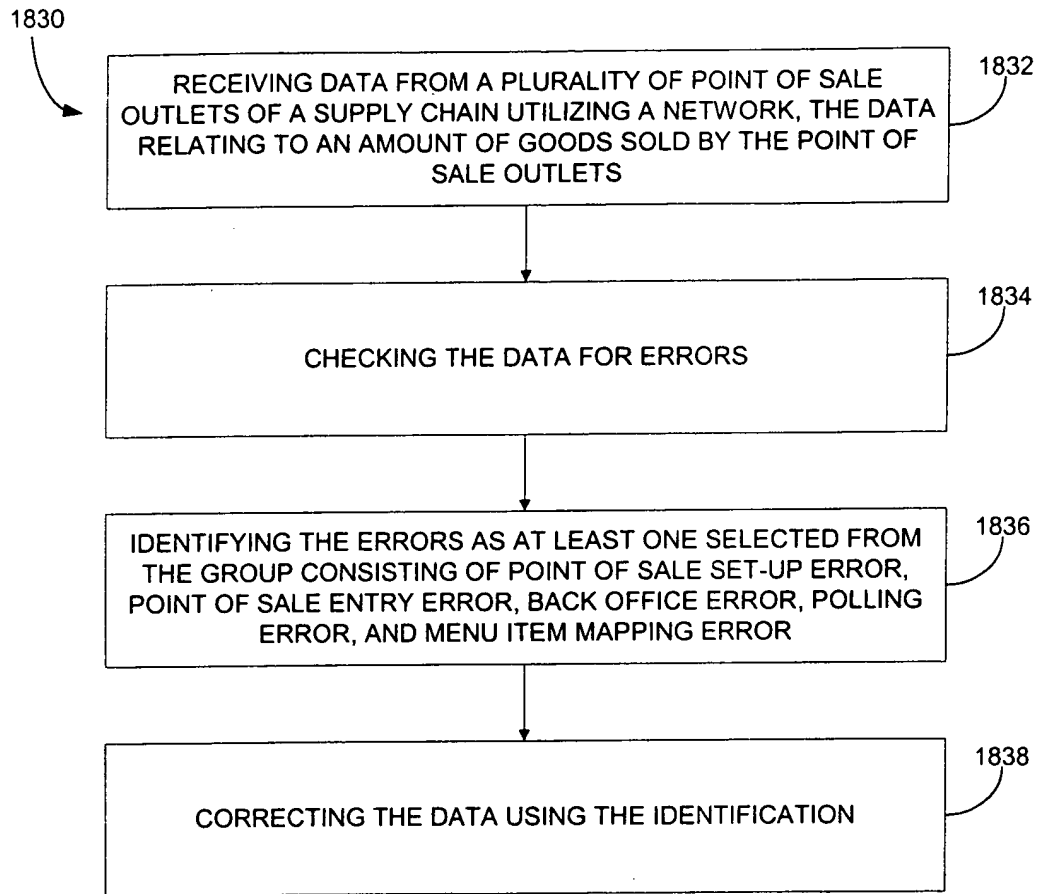 1830
RECEIVING DATA FROM A PLURALITY OF POINT OF SALE
OUTLETS OF A SUPPLY CHAIN UTILIZING A NETWORK, THE DATA
RELATING TO AN AMOUNT OF GOODS SOLD BY THE POINT OF
SALE OUTLETS
1832
CHECKING THE DATA FOR ERRORS
1834
IDENTIFYING THE ERRORS AS AT LEAST ONE SELECTED FROM
THE GROUP CONSISTING OF POINT OF SALE SET-UP ERROR,
POINT OF SALE ENTRY ERROR, BACK OFFICE ERROR, POLLING
ERROR, AND MENU ITEM MAPPING ERROR
1836
CORRECTING THE DATA USING THE IDENTIFICATION
1838